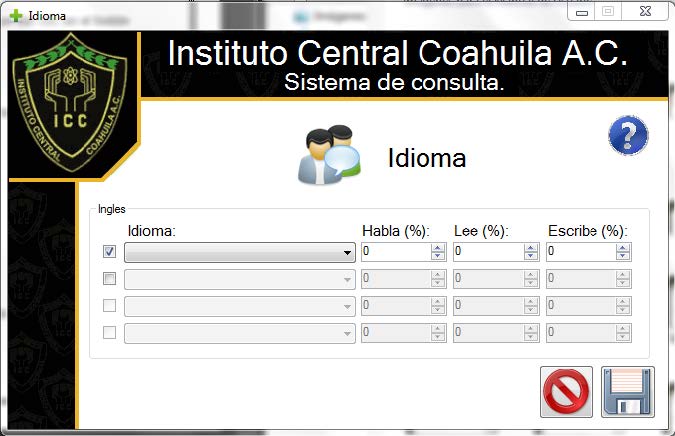 Idioma
Instituto Central Coahuila A.C.
Sistema de consulta.
INSTITUTO CENTRAL COAHUILA A.C.
ICC
?
Idioma
Ingles
Idioma: Habla (%): Lee (%): Escribe (%):
0 0 0
0 0 0
0 0 0
0 0 0